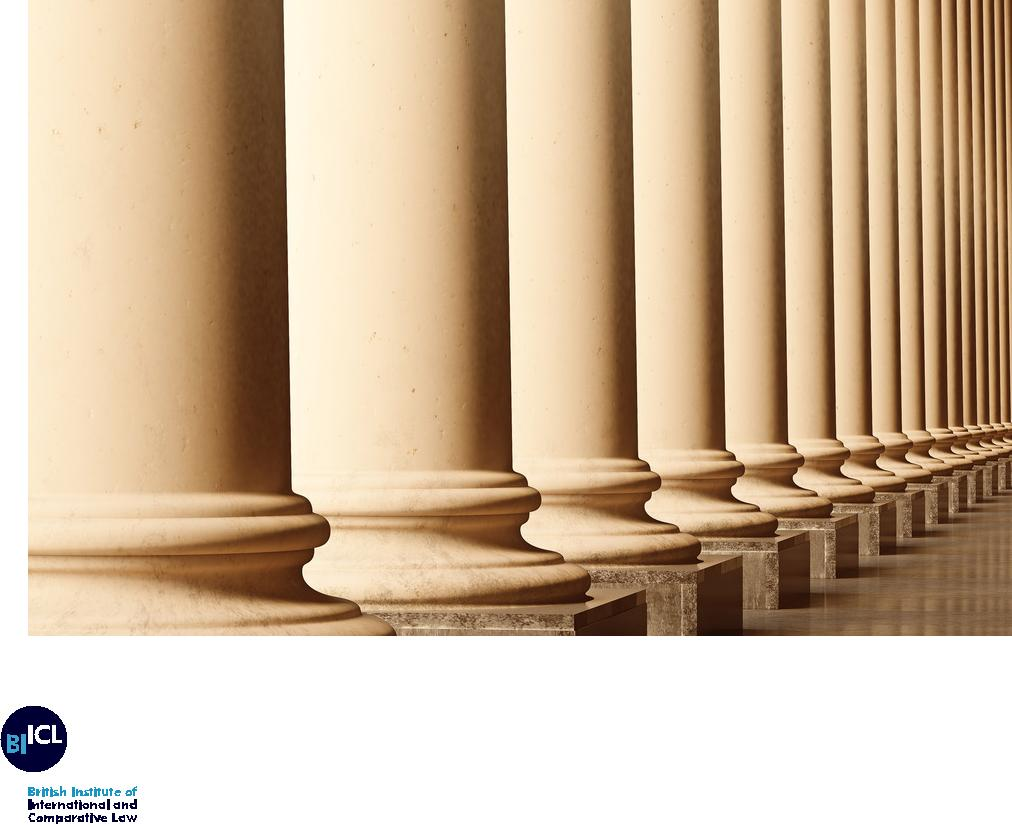 BIICL
British Institute of
International and
Comparative Law